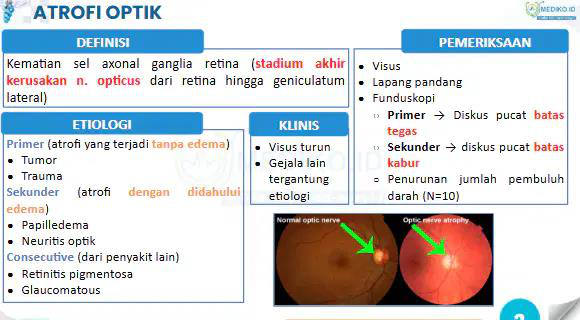 ATROFI OPTIK
MEDIKO.ID
DEFINISI
Kematian sel axonal ganglia retina (stadium akhir
kerusakan n. opticus dari retina hingga geniculatum
lateral)
ETIOLOGI
Primer (atrofi yang terjadi tanpa edema)
• Tumor
• Trauma
Sekunder (atrofi dengan didahului
edema)
• Papilledema
• Neuritis optik
Consecutive (dari penyakit lain)
• Retinitis pigmentosa
• Glaucomatous
KLINIS
• Visus turun
• Gejala lain
tergantung
etiologi
PEMERIKSAAN
• Visus
• Lapang pandang
• Funduskopi
Primer → Diskus pucat batas
tegas
Sekunder → diskus pucat batas
kabur
Penurunan jumlah pembuluh
darah (N=10)
Normal optic nerve
Optic nerve atrophy